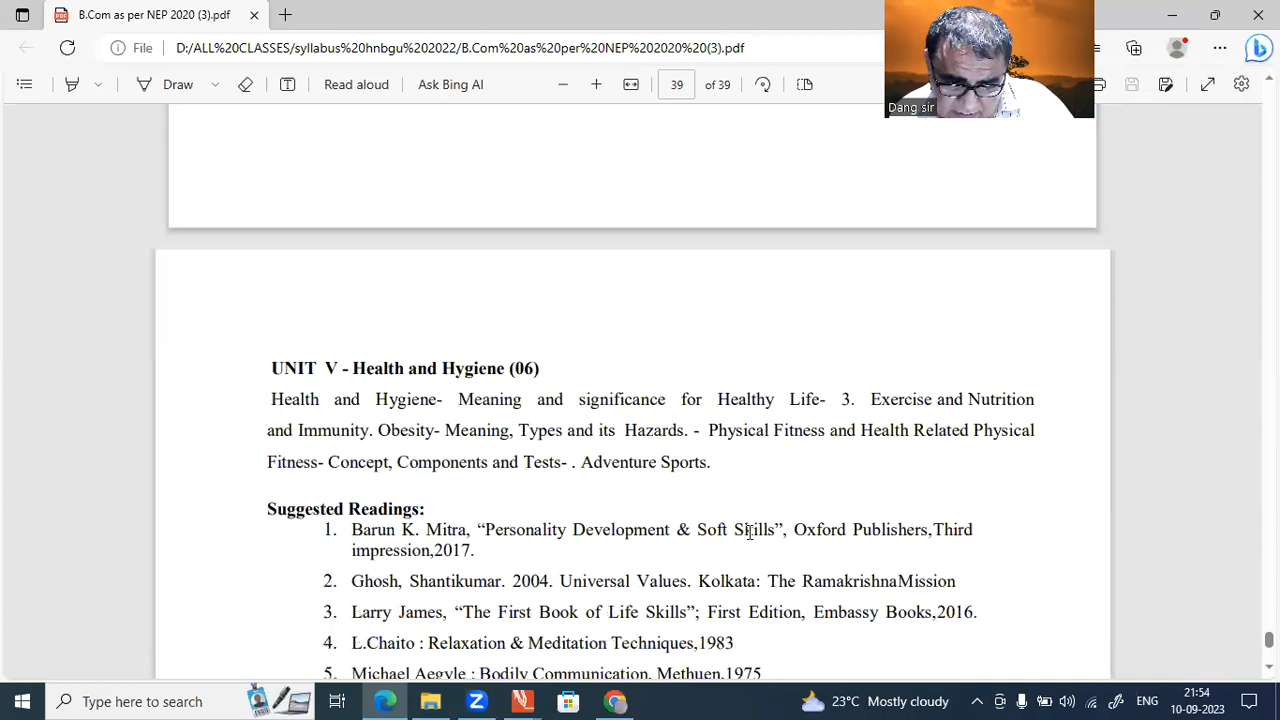 B.Com as per NEP 2020 (3).pdf
File D:/ALL%20CLASSES/syllabus%20hnbgu%202022/B.Com%20as%20per%20NEP%202020%20(3).pdf
Draw Read aloud Ask Bing AI 39 of 39
Dang sir
UNIT V - Health and Hygiene (06)
Health and Hygiene- Meaning and significance for Healthy Life- 3. Exercise and Nutrition
and Immunity. Obesity- Meaning, Types and its Hazards. - Physical Fitness and Health Related Physical
Fitness- Concept, Components and Tests- . Adventure Sports.
Suggested Readings:
1. Barun K. Mitra, “Personality Development & Soft Skills”, Oxford Publishers,Third
impression,2017.
2. Ghosh, Shantikumar. 2004. Universal Values. Kolkata: The RamakrishnaMission
3. Larry James, “The First Book of Life Skills”; First Edition, Embassy Books,2016.
4. L.Chaito : Relaxation & Meditation Techniques,1983
5. Michael Aegyle : Bodily Communication, Methuen,1975
Type here to search 23°C Mostly cloudy ENG 21:54
10-09-2023